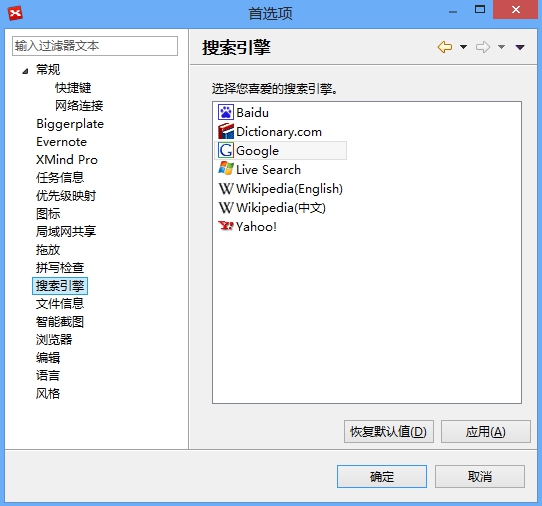 首选项
输入过滤器文本
常规
快捷键
网络连接
Biggerplate
Evernote
XMind Pro
任务信息
优先级映射
图标
局域网共享
拖放
拼写检查
搜索引擎
文件信息
智能截图
浏览器
编辑
语言
风格
搜索引擎
选择您喜爱的搜索引擎。
Baidu
Dictionary.com
Google
Live Search
Wikipedia(English)
Wikipedia(中文)
Yahoo!
恢复默认值(D) 应用(A)
确定 取消